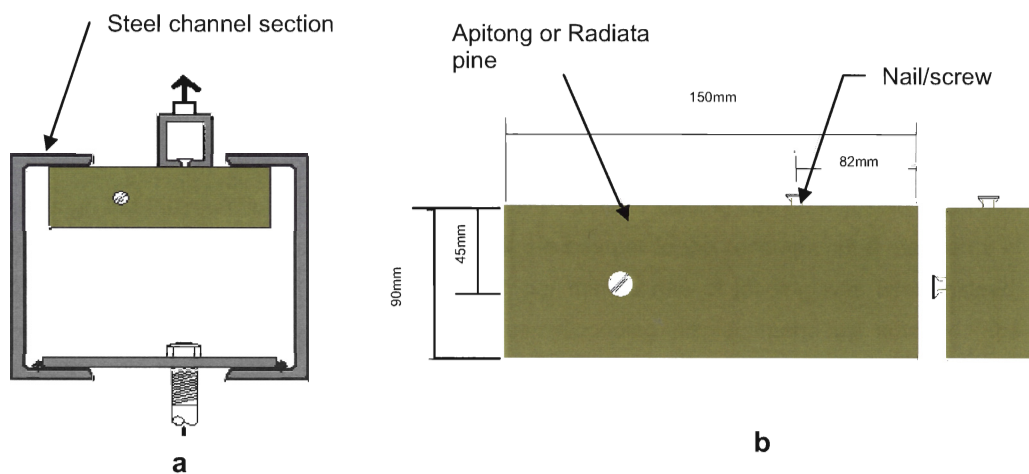 Steel channel section
a
Apitong or Radiata
pine
Nail/screw
150mm
82mm
45mm
90mm
b